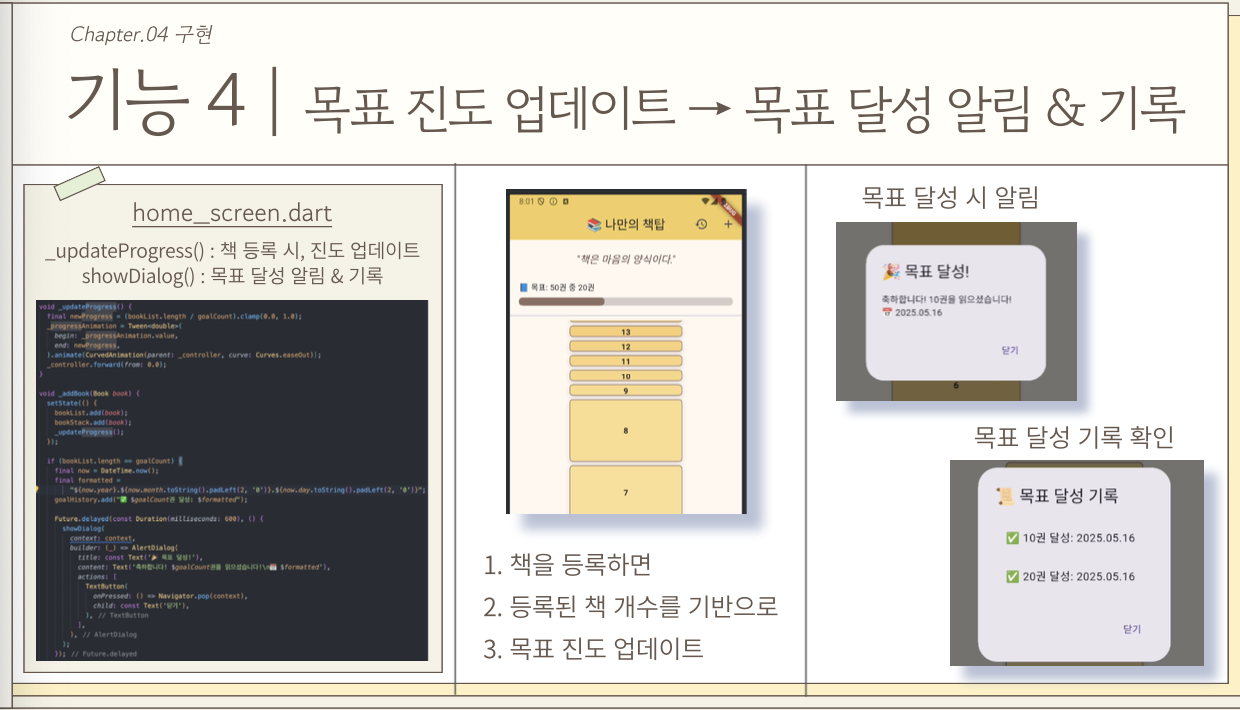 Chapter.04 구현
기능 4 | 목표 진도 업데이트 → 목표 달성 알림 & 기록
home_screen.dart
_updateProgress() : 책 등록 시, 진도 업데이트
showDialog() : 목표 달성 알림 & 기록
void _updateProgress() {
final newProgress = (bookList.length / goalCount).clamp(0.0, 1.0);
_progressAnimation = Tween<double>(
begin: _progressAnimation.value,
end: newProgress,
).animate(CurvedAnimation(parent: _controller, curve: Curves.easeOut));
_controller.forward(from: 0.0);
}
void _addBook(Book book) {
setState(() {
bookList.add(book);
bookStack.add(book);
_updateProgress();
});
if (bookList.length == goalCount) {
final now = DateTime.now();
final formatted =
"${now.year}.${now.month.toString().padLeft(2, '0')}.${now.day.toString().padLeft(2, '0')}";
goalHistory.add("✅ $goalCount권 달성: $formatted");
Future.delayed(const Duration(milliseconds: 600), () {
showDialog(
context: context,
builder: (_) => AlertDialog(
title: const Text('🎉 목표 달성!'),
content: Text('축하합니다! $goalCount권을 읽으셨습니다!\n📅 $formatted'),
actions: [
TextButton(
onPressed: () => Navigator.pop(context),
child: const Text('닫기'),
), // TextButton
],
), // AlertDialog
);
}); // Future.delayed
8:01
📚 나만의 책탑
"책은 마음의 양식이다."
📘 목표: 50권 중 20권
13
12
11
10
9
8
7
1. 책을 등록하면
2. 등록된 책 개수를 기반으로
3. 목표 진도 업데이트
목표 달성 시 알림
🎉 목표 달성!
축하합니다! 10권을 읽으셨습니다!
📅 2025.05.16
닫기
6
목표 달성 기록 확인
📜 목표 달성 기록
✅ 10권 달성: 2025.05.16
✅ 20권 달성: 2025.05.16
닫기